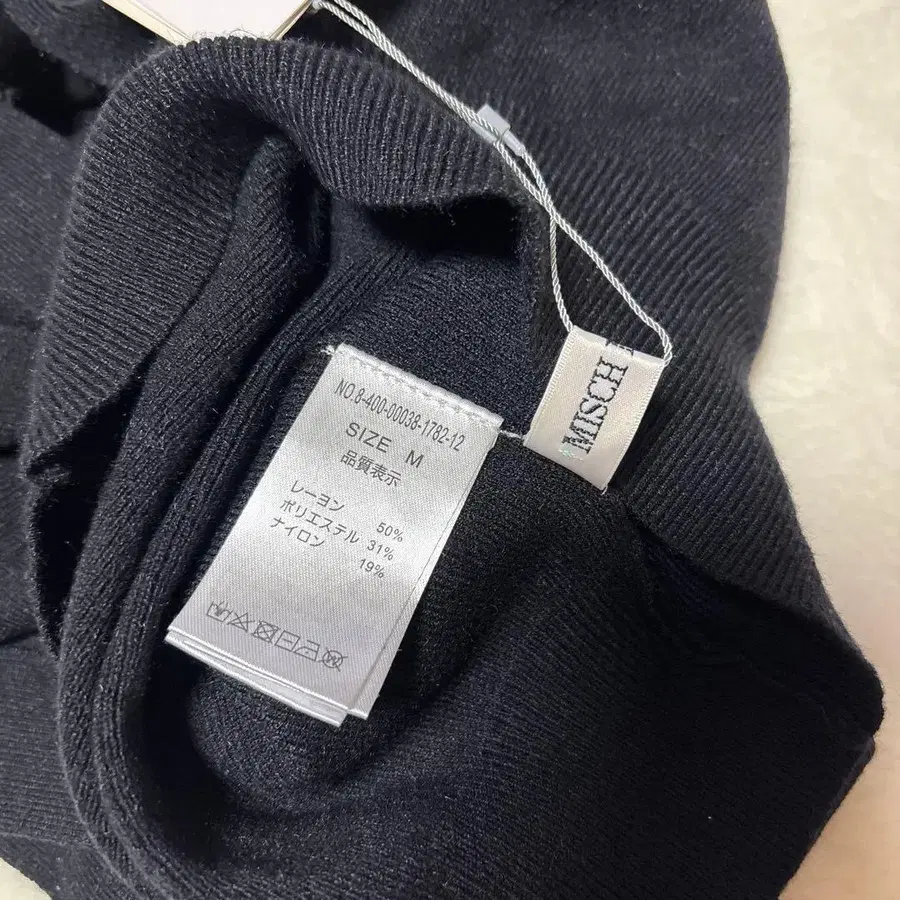 NO.8-400-00038-1782-12
SIZE M
品質表示
レーヨン 50%
ポリエステル 31%
ナイロン 19%
MISCH